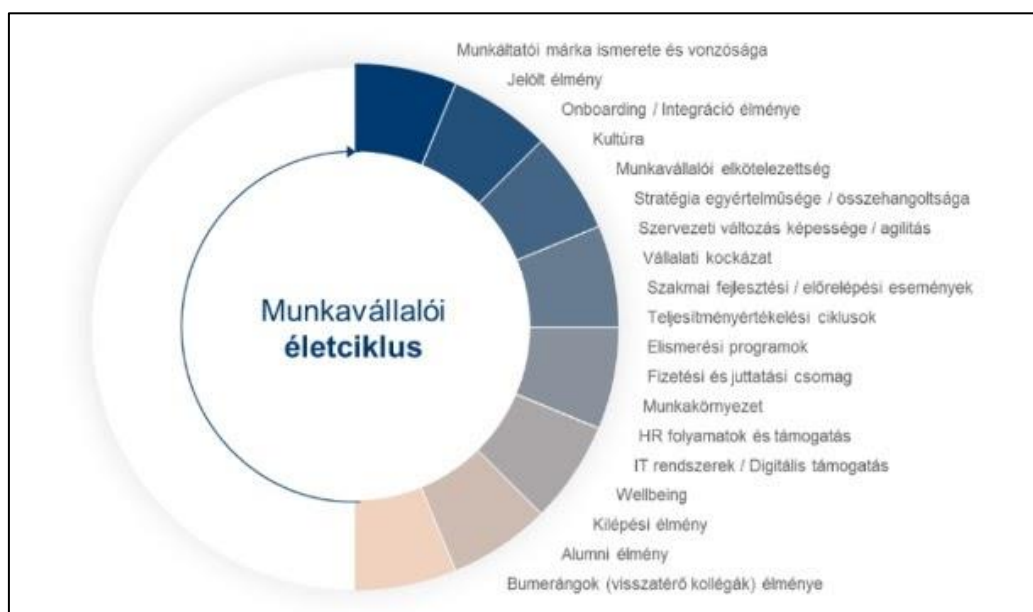 Munkáltatói márka ismerete és vonzósága
Jelölt élmény
Onboarding / Integráció élménye
Kultúra
Munkavállalói elkötelezettség
Stratégia egyértelműsége / összehangoltsága
Szervezeti változás képessége / agilitás
Vállalati kockázat
Szakmai fejlesztési / előrelépési események
Teljesítményértékelési ciklusok
Elismerési programok
Fizetési és juttatási csomag
Munkakörnyezet
HR folyamatok és támogatás
IT rendszerek / Digitális támogatás
Wellbeing
Kilépési élmény
Alumni élmény
Bumerángok (visszatérő kollégák) élménye
Munkavállalói
életciklus